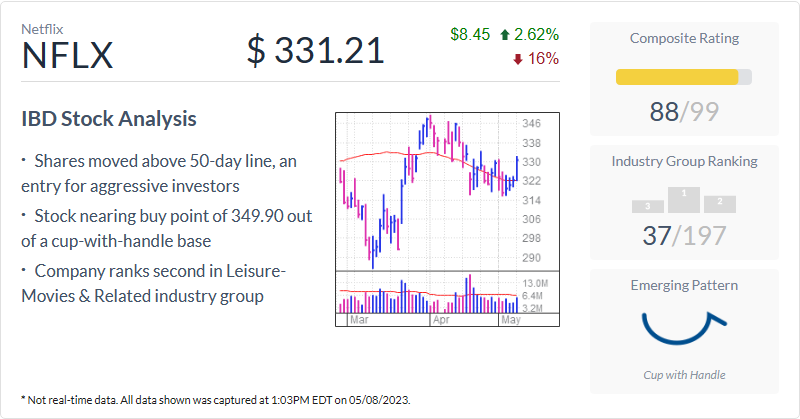 Netflix
NFLX
$ 331.21
$8.45 2.62%
16%
IBD Stock Analysis
• Shares moved above 50-day line, an
entry for aggressive investors
• Stock nearing buy point of 349.90 out
of a cup-with-handle base
• Company ranks second in Leisure-
Movies & Related industry group
346
338
330
322
314
306
298
290
13.0M
6.4M
3.2M
Mar Apr May
Composite Rating
88/99
Industry Group Ranking
3 1 2
37/197
Emerging Pattern
Cup with Handle
* Not real-time data. All data shown was captured at 1:03PM EDT on 05/08/2023.